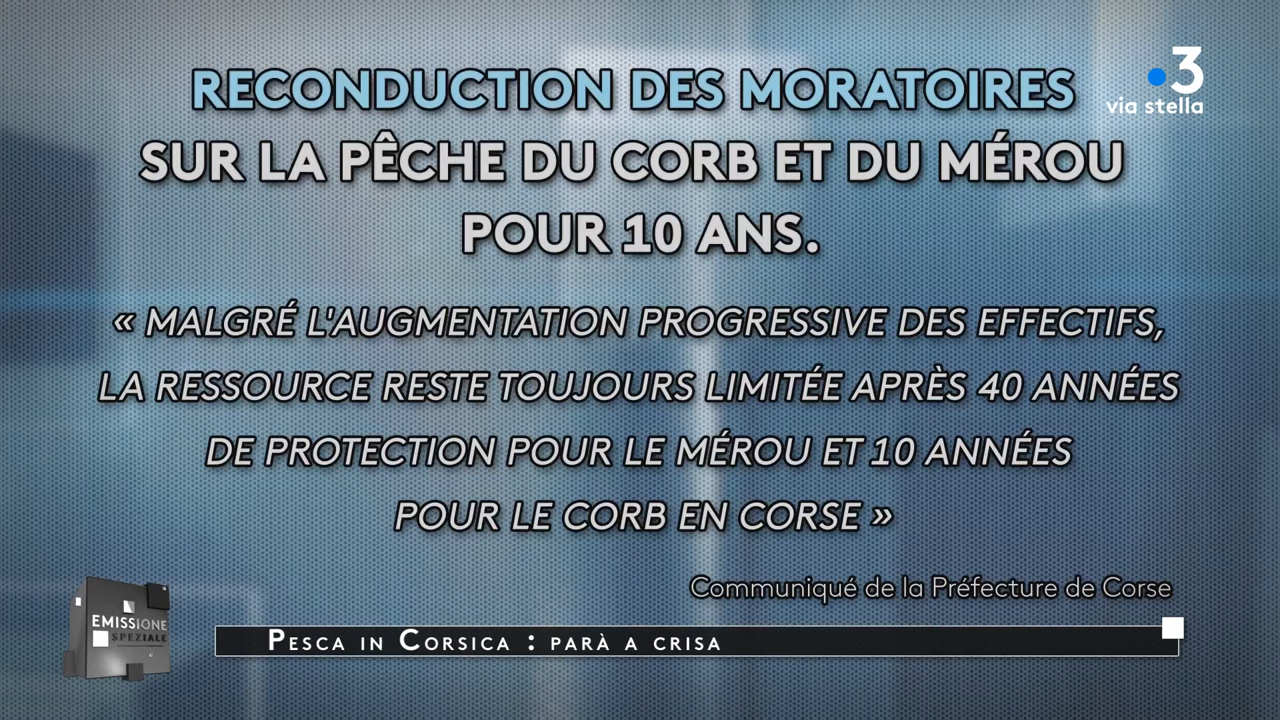 3
via stella
RECONDUCTION DES MORATOIRES
SUR LA PÊCHE DU CORB ET DU MÉROU
POUR 10 ANS.
« MALGRÉ L'AUGMENTATION PROGRESSIVE DES EFFECTIFS,
LA RESSOURCE RESTE TOUJOURS LIMITÉE APRÈS 40 ANNÉES
DE PROTECTION POUR LE MÉROU ET 10 ANNÉES
POUR LE CORB EN CORSE »
Communiqué de la Préfecture de Corse
EMISSIONE
SPEZIALE
PESCA IN CORSICA : PARÀ A CRISA